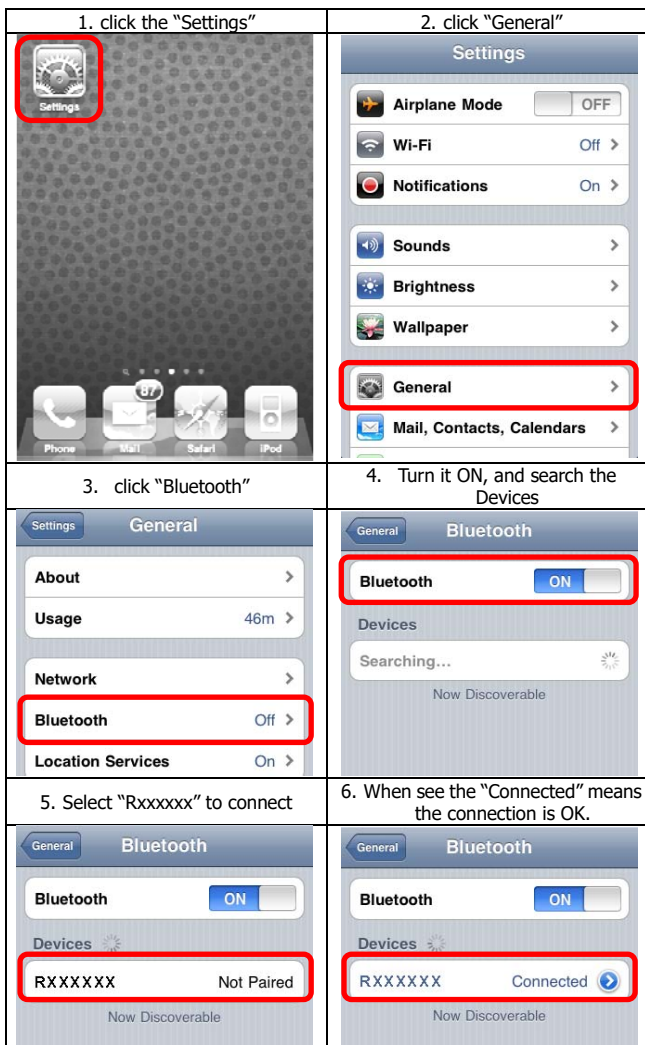 1. click the “Settings”
Settings
87
Phone
Mail
Safari
iPod
2. click “General”
Settings
Airplane Mode OFF
Wi-Fi Off
Notifications On
Sounds
Brightness
Wallpaper
General
Mail, Contacts, Calendars
3. click “Bluetooth”
Settings General
About
Usage 46m
Network
Bluetooth Off
Location Services On
4. Turn it ON, and search the
Devices
General Bluetooth
Bluetooth ON
Devices
Searching...
Now Discoverable
5. Select “Rxxxxxx” to connect
General Bluetooth
Bluetooth ON
Devices
RXXXXXX Not Paired
Now Discoverable
6. When see the “Connected” means
the connection is OK.
General Bluetooth
Bluetooth ON
Devices
RXXXXXX Connected
Now Discoverable